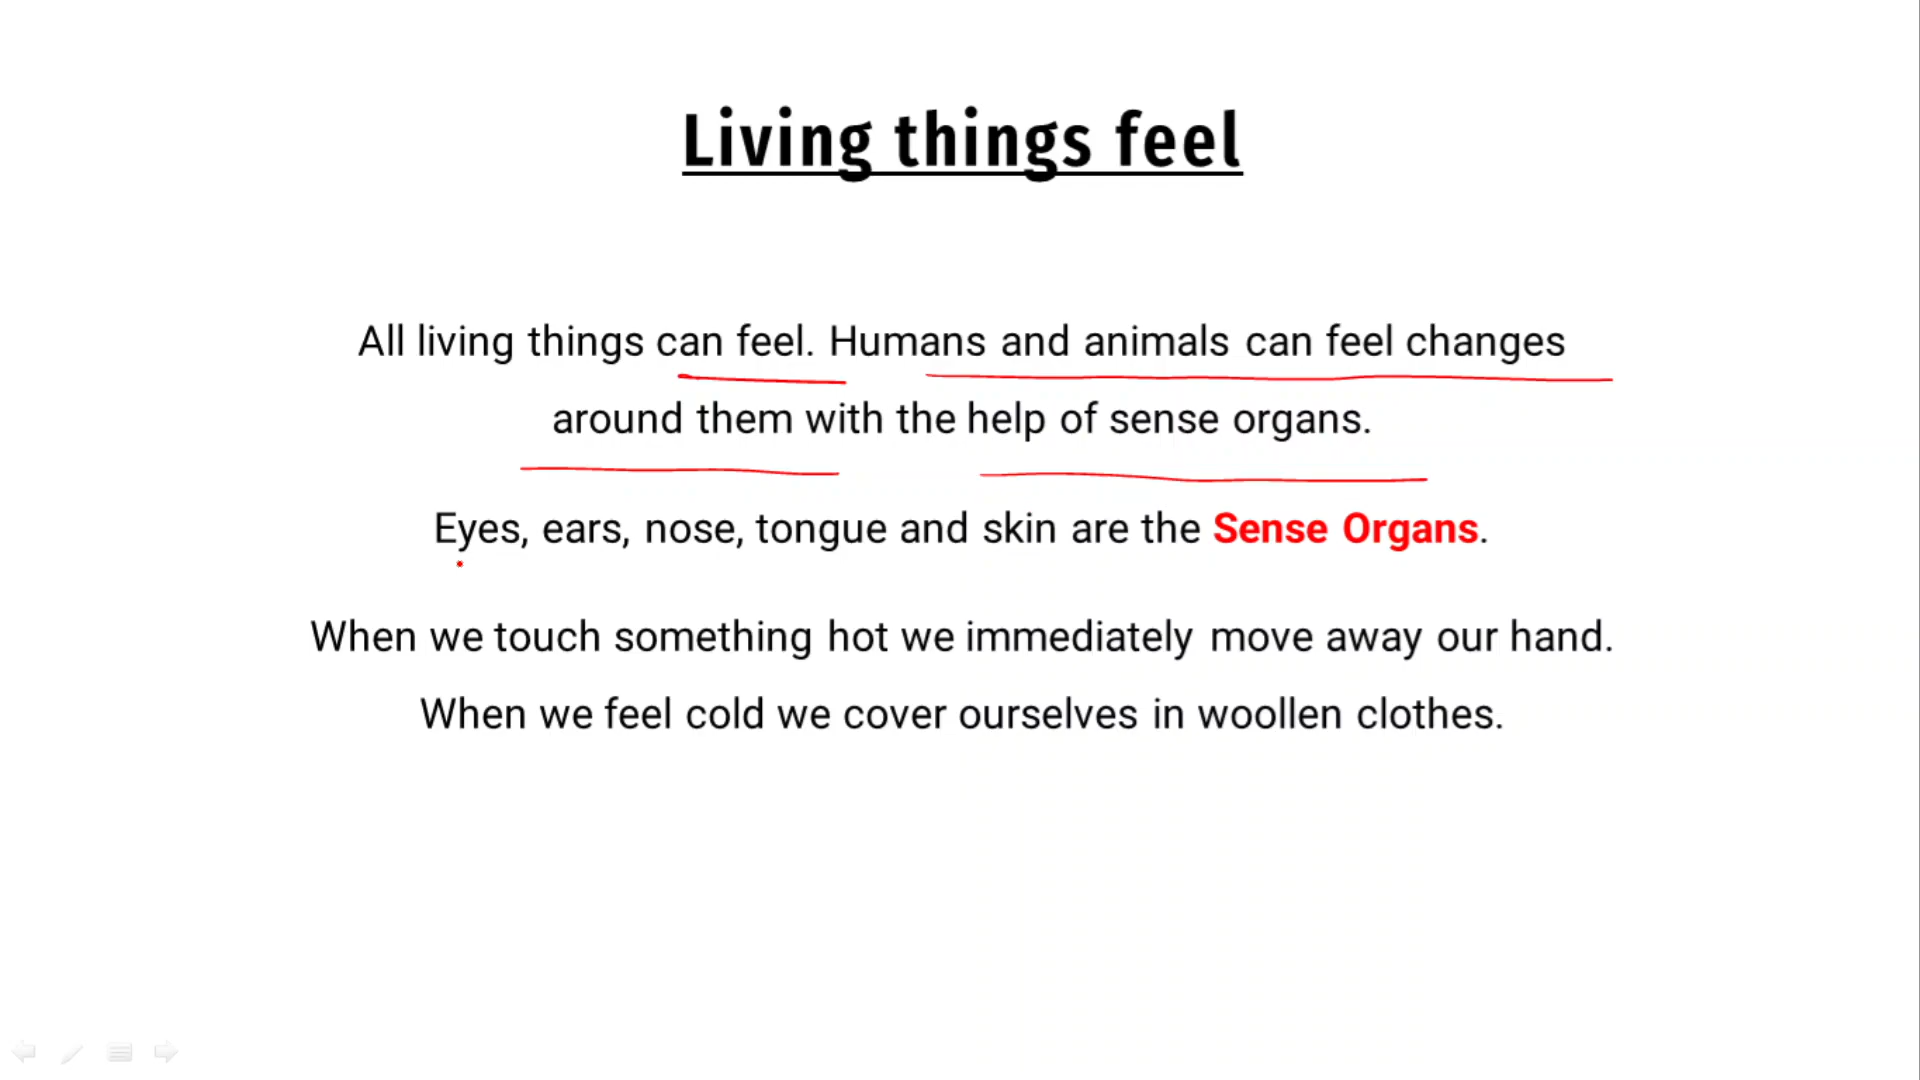 Living things feel
All living things can feel. Humans and animals can feel changes
around them with the help of sense organs.
Eyes, ears, nose, tongue and skin are the Sense Organs.
When we touch something hot we immediately move away our hand.
When we feel cold we cover ourselves in woollen clothes.